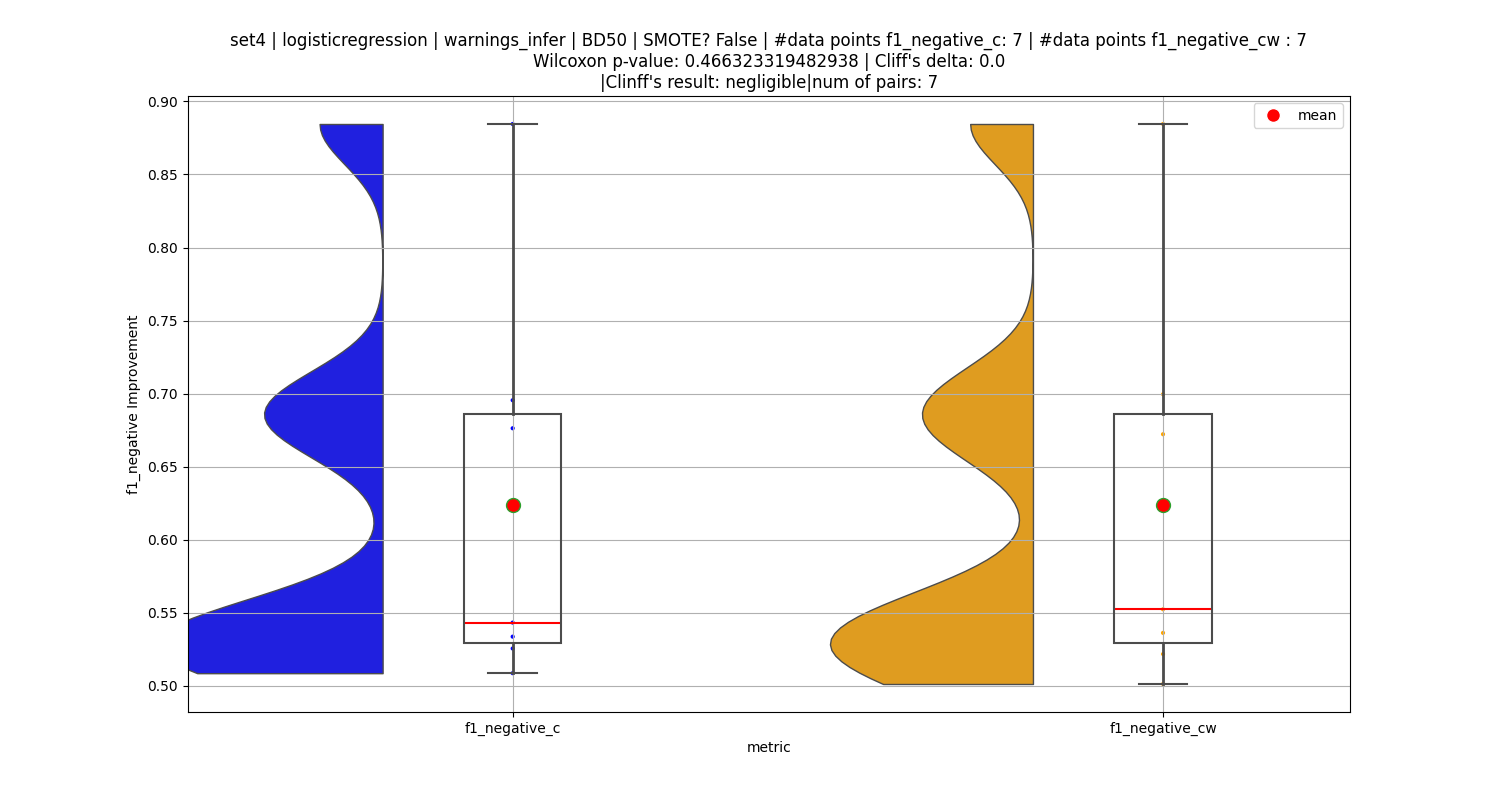 set4 | logisticregression | warnings_infer | BD50 | SMOTE? False | #data points f1_negative_c: 7 | #data points f1_negative_cw : 7
Wilcoxon p-value: 0.466323319482938 | Cliff's delta: 0.0
|Clinff's result: negligible|num of pairs: 7
mean
0.90
0.85
0.80
0.75
0.70
0.65
0.60
0.55
0.50
f1_negative Improvement
f1_negative_c
f1_negative_cw
metric